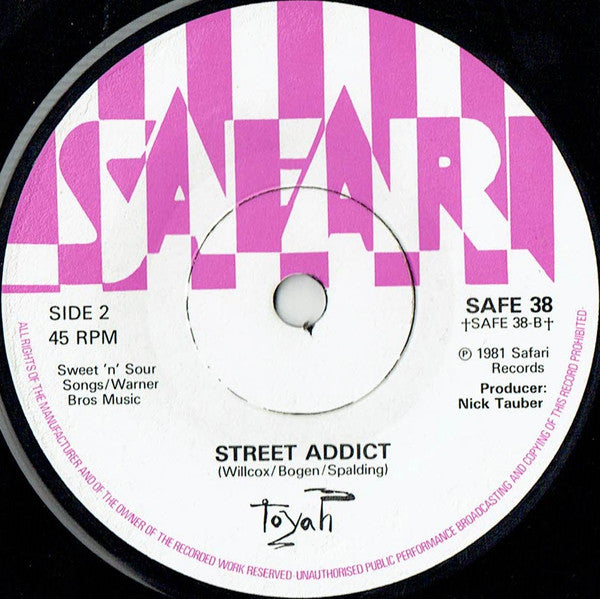 SAFARI
SIDE 2
45 RPM
Sweet 'n' Sour
Songs/Warner
Bros Music
SAFE 38
†SAFE 38-B†
℗ 1981 Safari
Records
Producer:
Nick Tauber
STREET ADDICT
(Willcox/Bogen/Spalding)
Toyah
ALL RIGHTS OF THE MANUFACTURER AND OF THE OWNER OF THE RECORDED WORK RESERVED·UNAUTHORISED PUBLIC PERFORMANCE BROADCASTING AND COPYING OF THIS RECORD PROHIBITED·